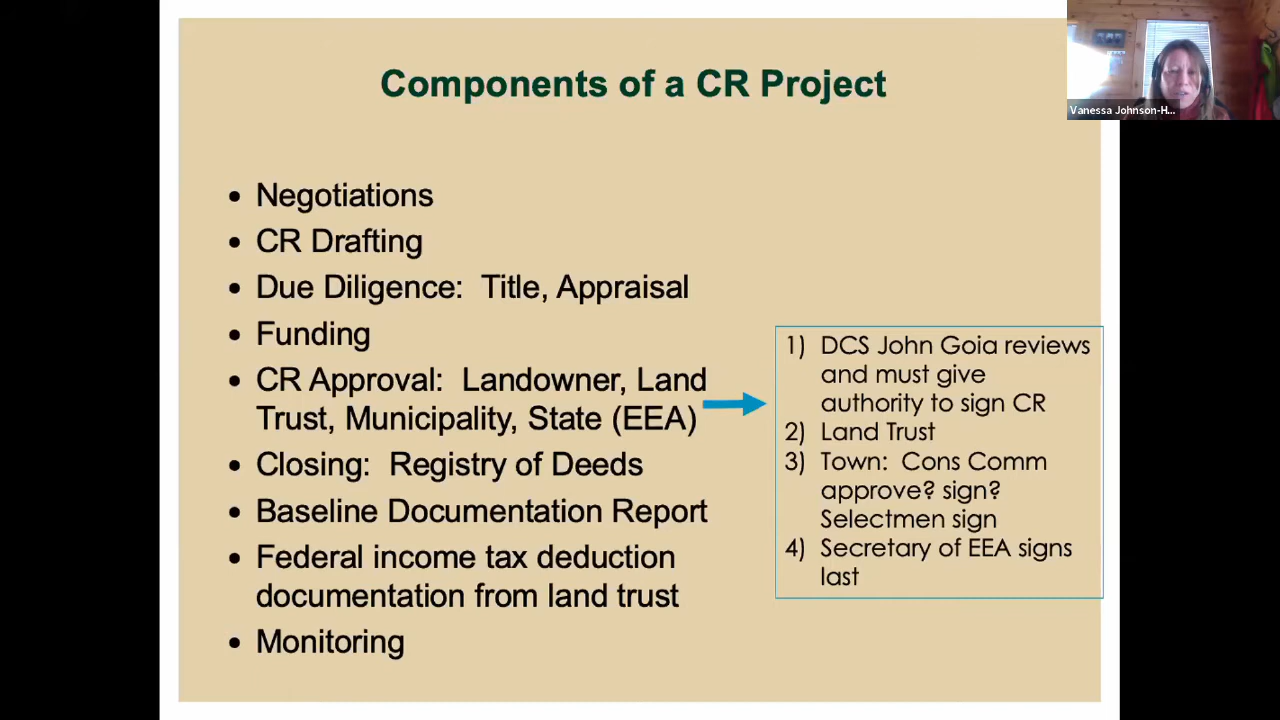 Components of a CR Project
• Negotiations
• CR Drafting
• Due Diligence:  Title, Appraisal
• Funding
• CR Approval:  Landowner, Land
Trust, Municipality, State (EEA)
• Closing:  Registry of Deeds
• Baseline Documentation Report
• Federal income tax deduction
documentation from land trust
• Monitoring
1) DCS John Goia reviews
and must give
authority to sign CR
2) Land Trust
3) Town:  Cons Comm
approve? sign?
Selectmen sign
4) Secretary of EEA signs
last
Vanessa Johnson-H...